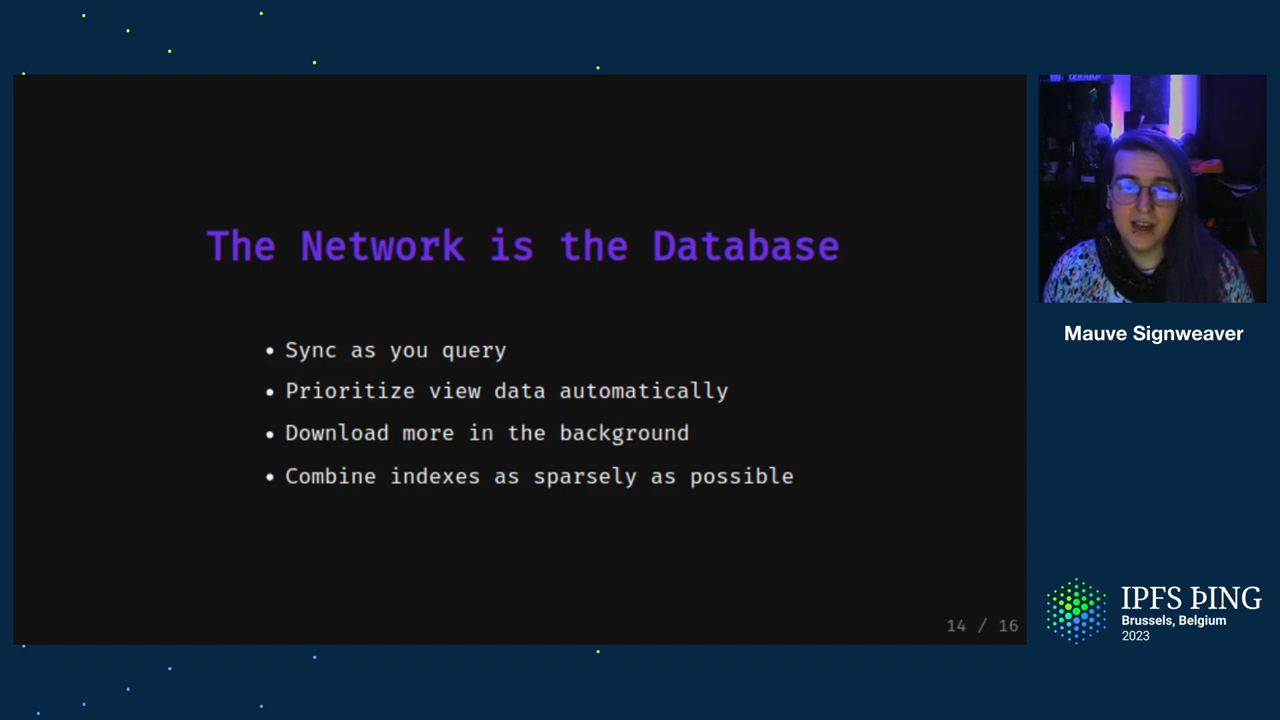 The Network is the Database
• Sync as you query
• Prioritize view data automatically
• Download more in the background
• Combine indexes as sparsely as possible
14 / 16
Mauve Signweaver
IPFS ÞING
Brussels, Belgium
2023